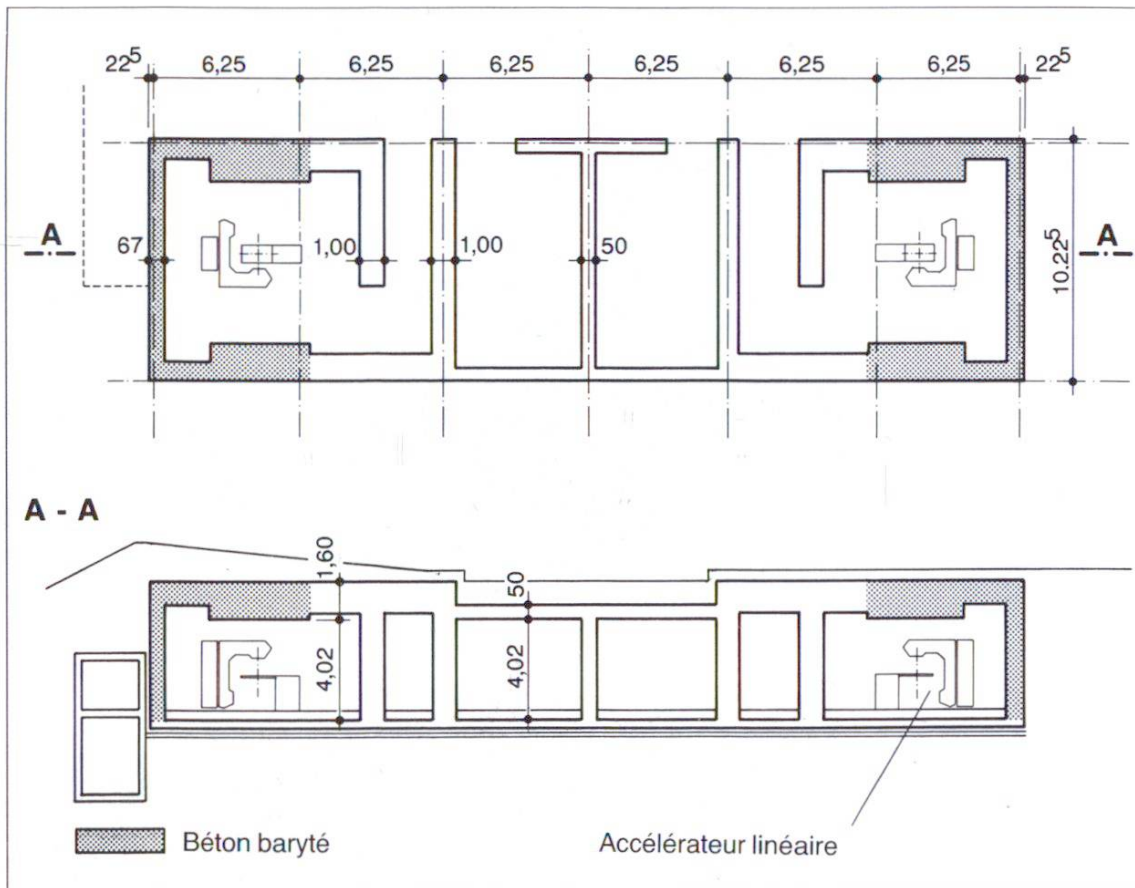 22⁵ 6,25 6,25 6,25 6,25 6,25 6,25 22⁵
A A
67 1,00 1,00 50
10.22⁵
A - A
1,60
50
4,02
4,02
Béton baryté
Accélérateur linéaire